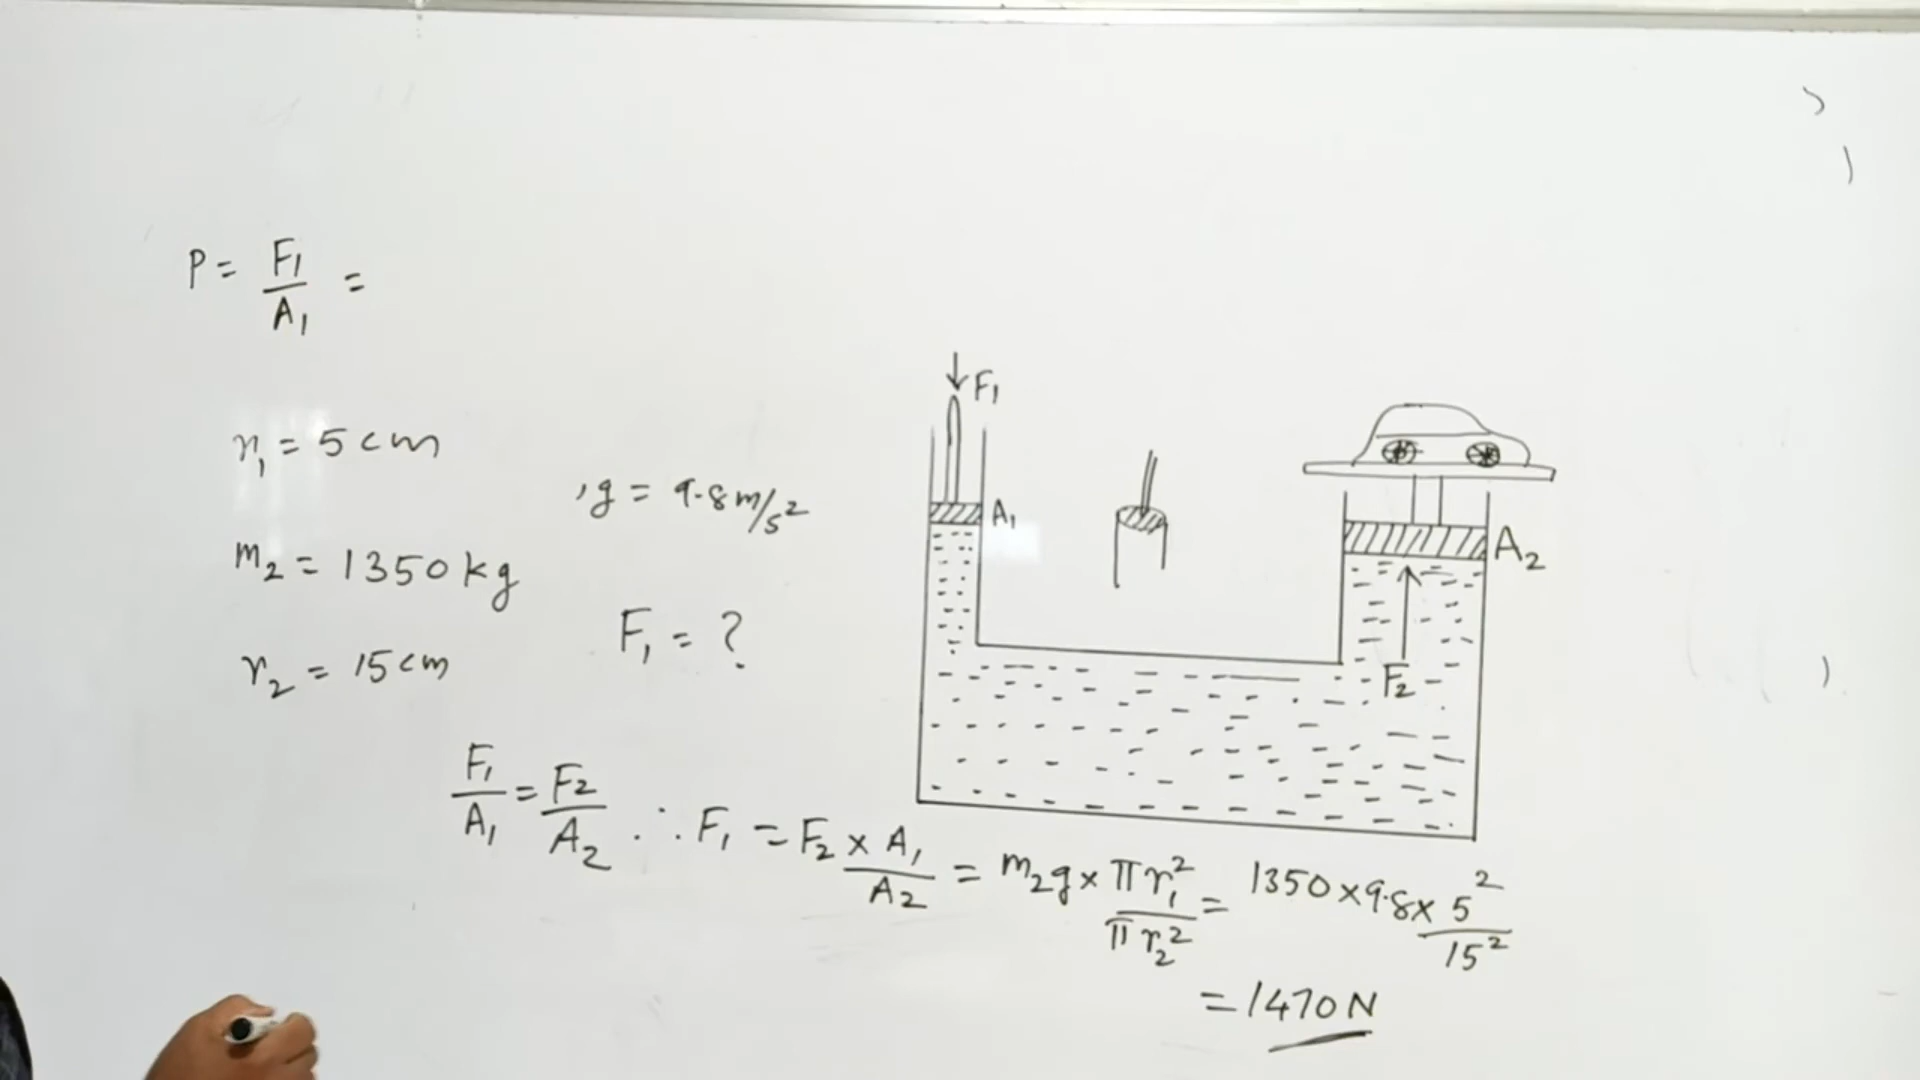 P = F₁/A₁ =
r₁ = 5 cm
, g = 9.8 m/s²
m₂ = 1350 kg
F₁ = ?
r₂ = 15 cm
F₁/A₁ = F₂/A₂ ∴ F₁ = F₂ × A₁/A₂ = m₂g × πr₁²/πr₂² = 1350 × 9.8 × 5²/15²
= 1470 N
F₁
A₁
A₂
F₂